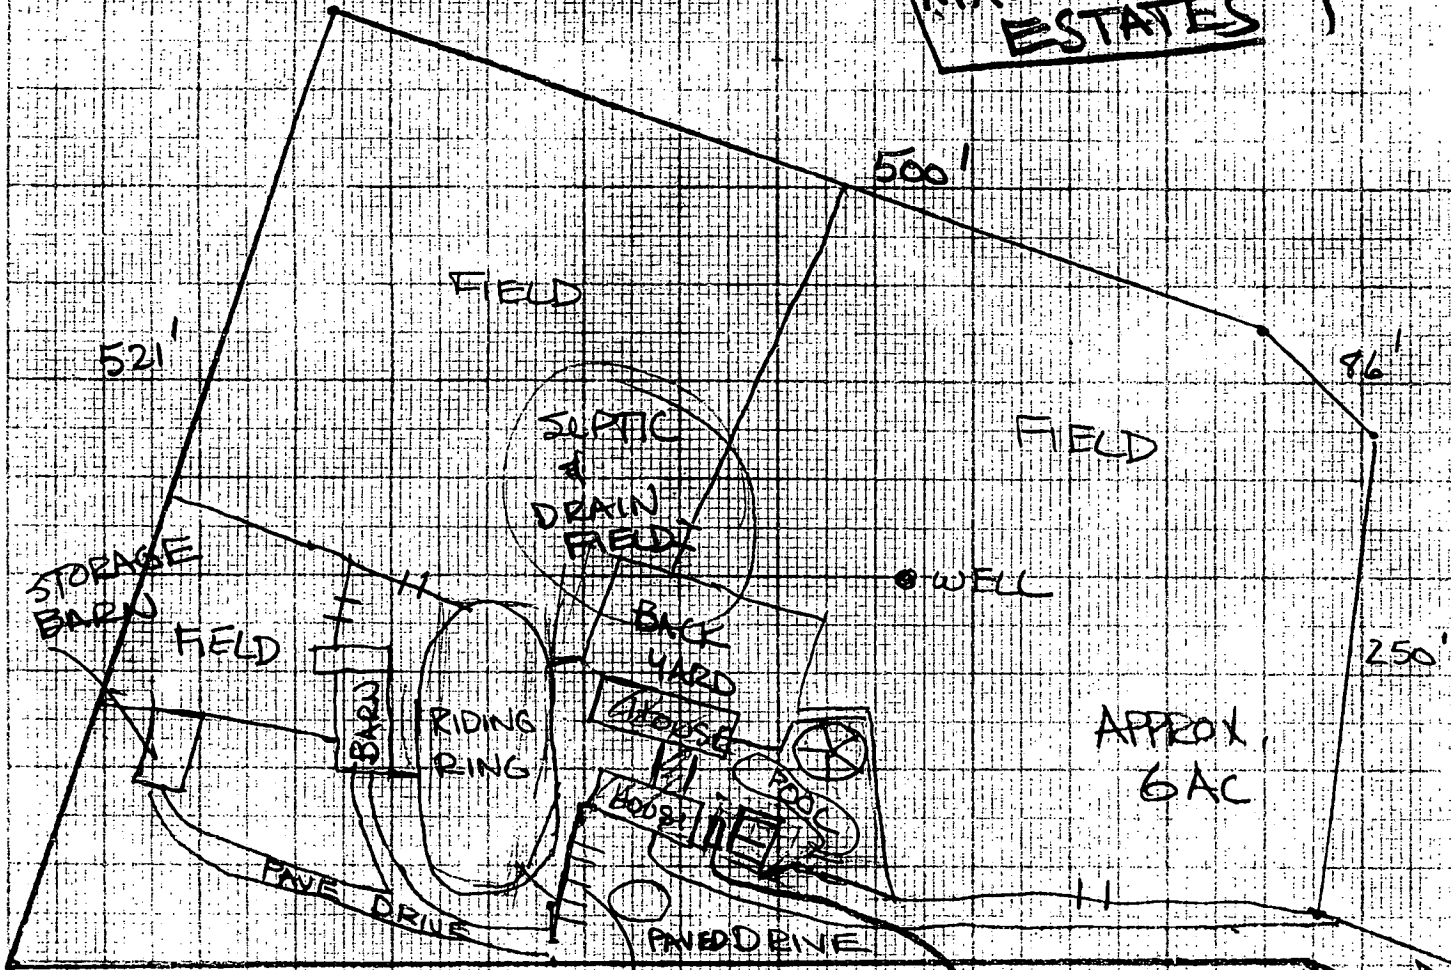 ESTATES
500'
FIELD
521'
86'
SEPTIC
&
DRAIN
FIELD
FIELD
STORAGE
BARN
WELL
FIELD
BACK
YARD
250'
BARN
RIDING
RING
APPROX.
6 AC
POOL
HOUSE
PAVE DRIVE
PAVED DRIVE